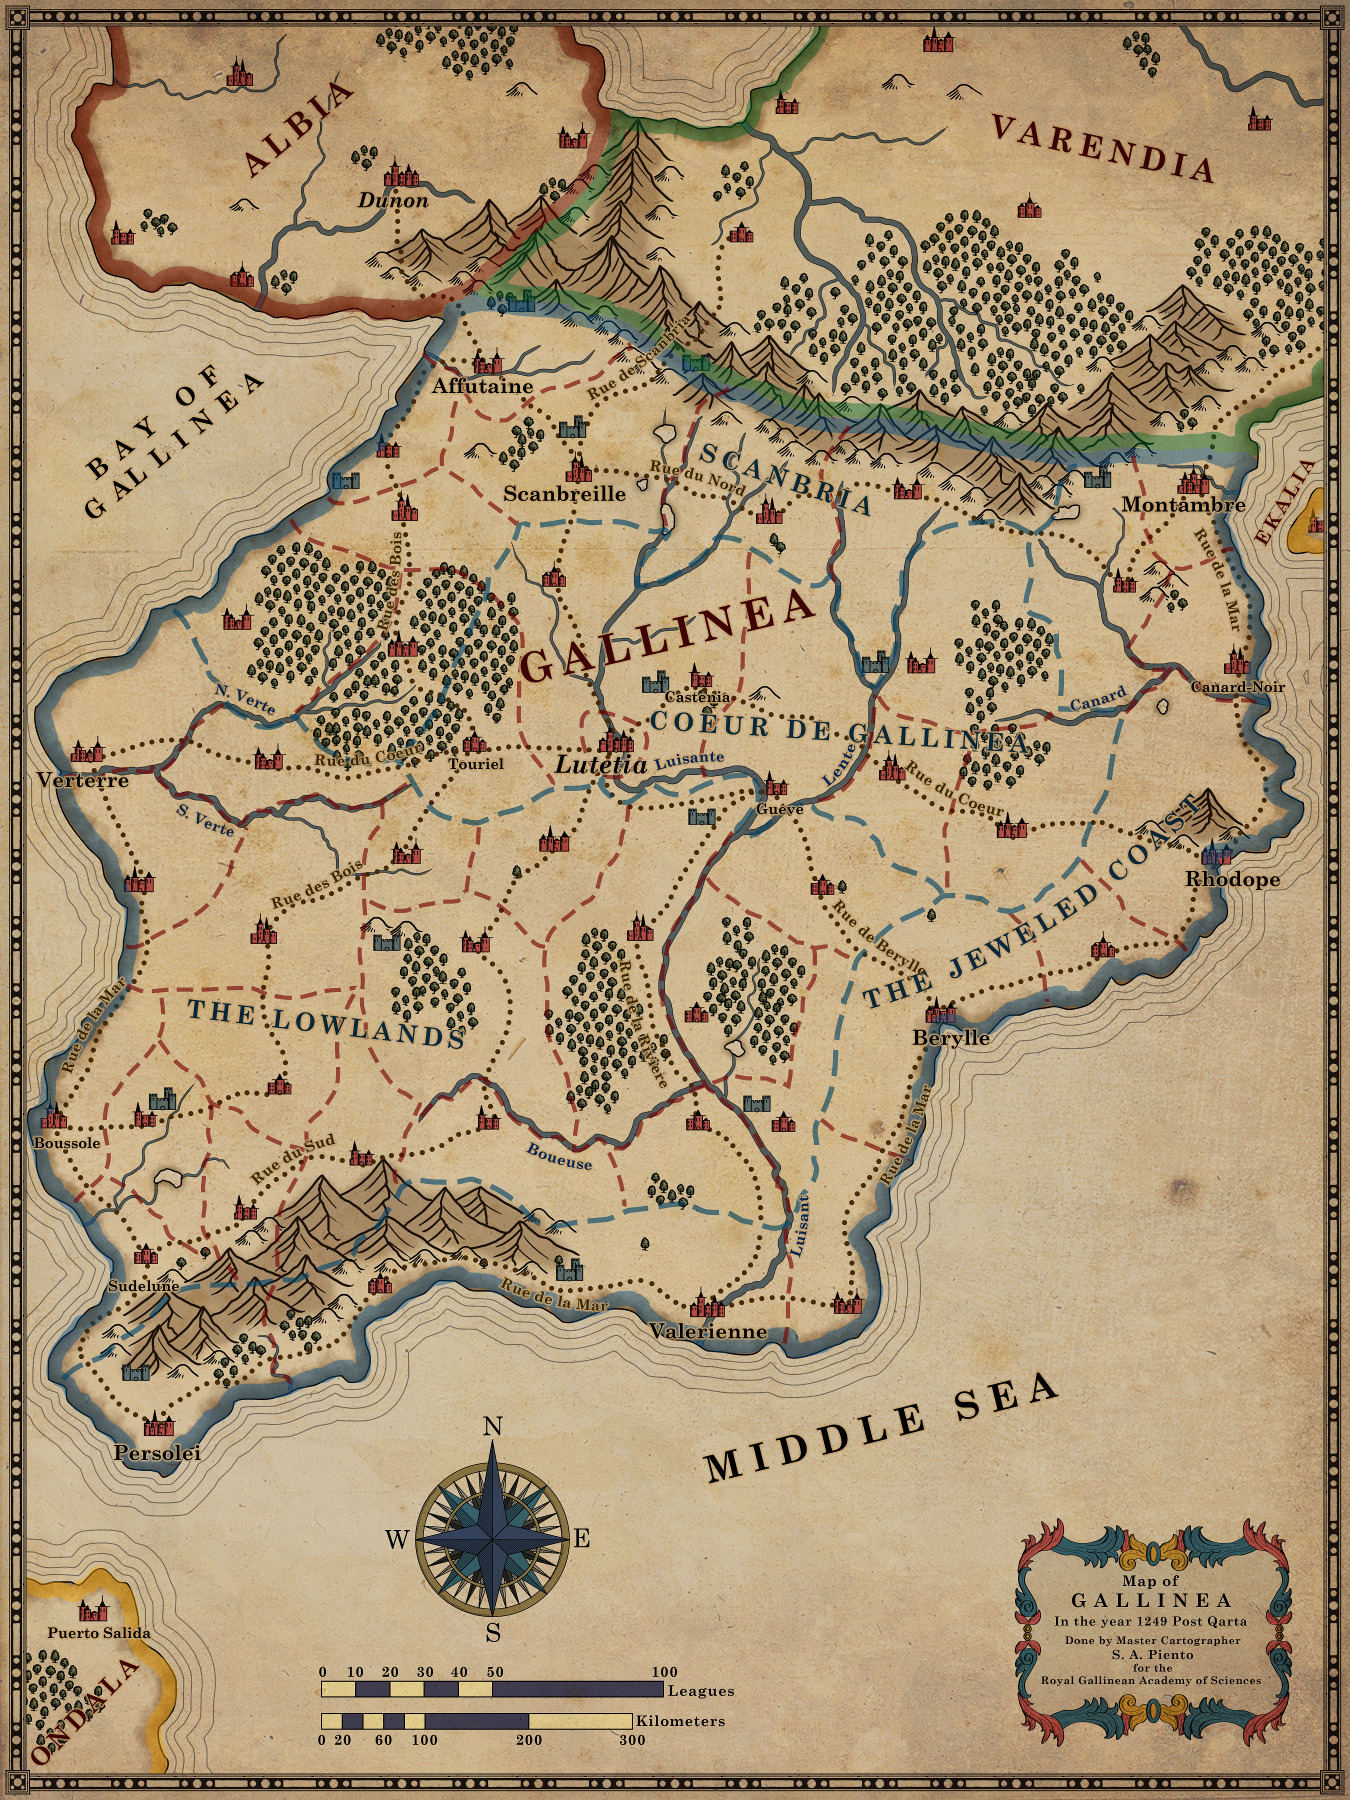 ALBIA
VARENDIA
Dunon
BAY OF
GALLINEA
Affutaine
Rue de Scanbria
SCANBRIA
Rue du Nord
Scanbreille
Montambre
EKALIA
Rue des Bois
Rue de la Mar
GALLINEA
Canard-Noir
Castenia
N. Verte
Canard
COEUR DE GALLINEA
Rue du Coeur
Touriel
Lutetia
Luisante
Lente
Verterre
Rue du Coeur
Gueve
S. Verte
Rhodope
Rue des Bois
THE JEWELED COAST
Rue de Berylle
Rue de la Mar
THE LOWLANDS
Rue de la Riviere
Berylle
Boussole
Rue du Sud
Boueuse
Rue de la Mar
Luisant
Sudelune
Rue de la Mar
Valerienne
Persolei
MIDDLE SEA
N
W
E
S
Puerto Salida
ONDALA
0 10 20 30 40 50 100
Leagues
Kilometers
0 20 60 100 200 300
Map of
GALLINEA
In the year 1249 Post Qarta
Done by Master Cartographer
S. A. Piento
for the
Royal Gallinean Academy of Sciences